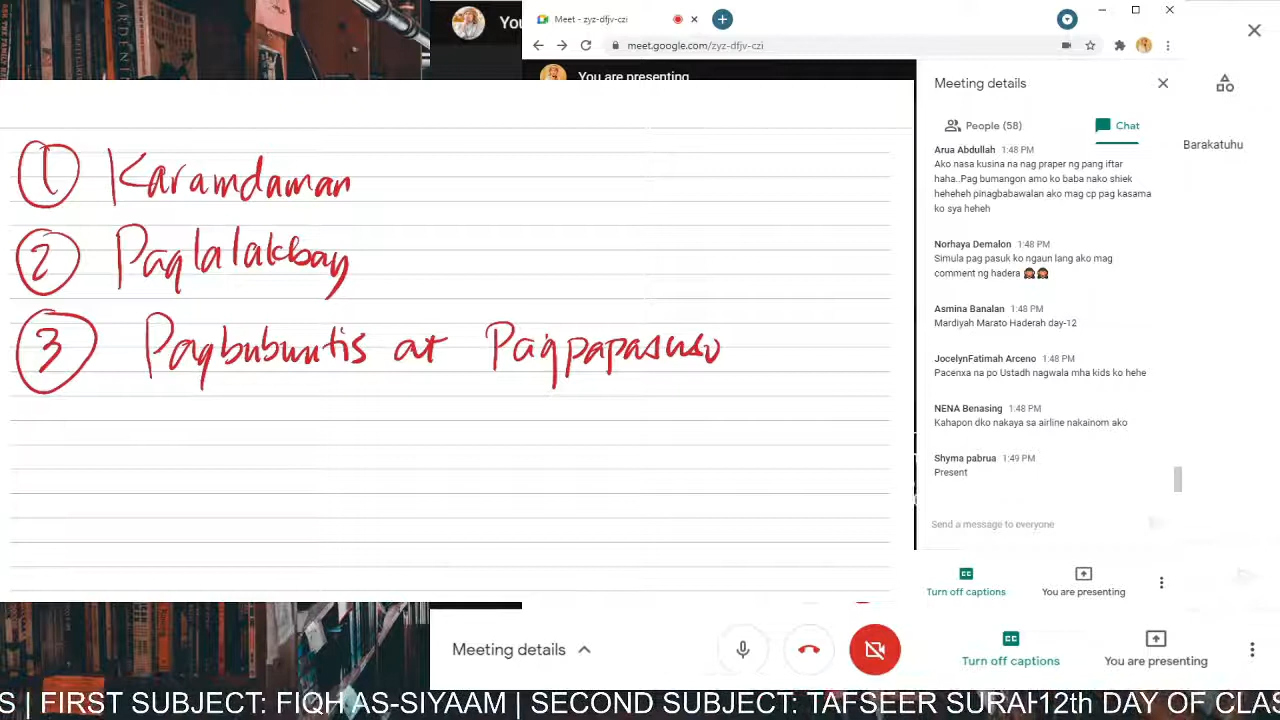 You
Meet - zyz-dfjv-czi
meet.google.com/zyz-dfjv-czi
You are presenting
① Karamdaman
② Paglalakbay
③ Pagbubuntis at Pagpapasuso
Meeting details
People (58)
Chat
Arua Abdullah 1:48 PM
Ako nasa kusina na nag praper ng pang iftar
haha..Pag bumangon amo ko baba nako shiek
heheheh pinagbabawalan ako mag cp pag kasama
ko sya heheh
Norhaya Demalon 1:48 PM
Simula pag pasuk ko ngaun lang ako mag
comment ng hadera
Asmina Banalan 1:48 PM
Mardiyah Marato Haderah day-12
JocelynFatimah Arceno 1:48 PM
Pacenxa na po Ustadh nagwala mha kids ko hehe
NENA Benasing 1:48 PM
Kahapon dko nakaya sa airline nakainom ako
Shyma pabrua 1:49 PM
Present
Send a message to everyone
CC
Turn off captions
You are presenting
Barakatuhu
Meeting details
CC
Turn off captions
You are presenting
S | FIRST SUBJECT: FIQH AS-SIYAAM | SECOND SUBJECT: TAFSEER SURAH
12th DAY OF CLAS